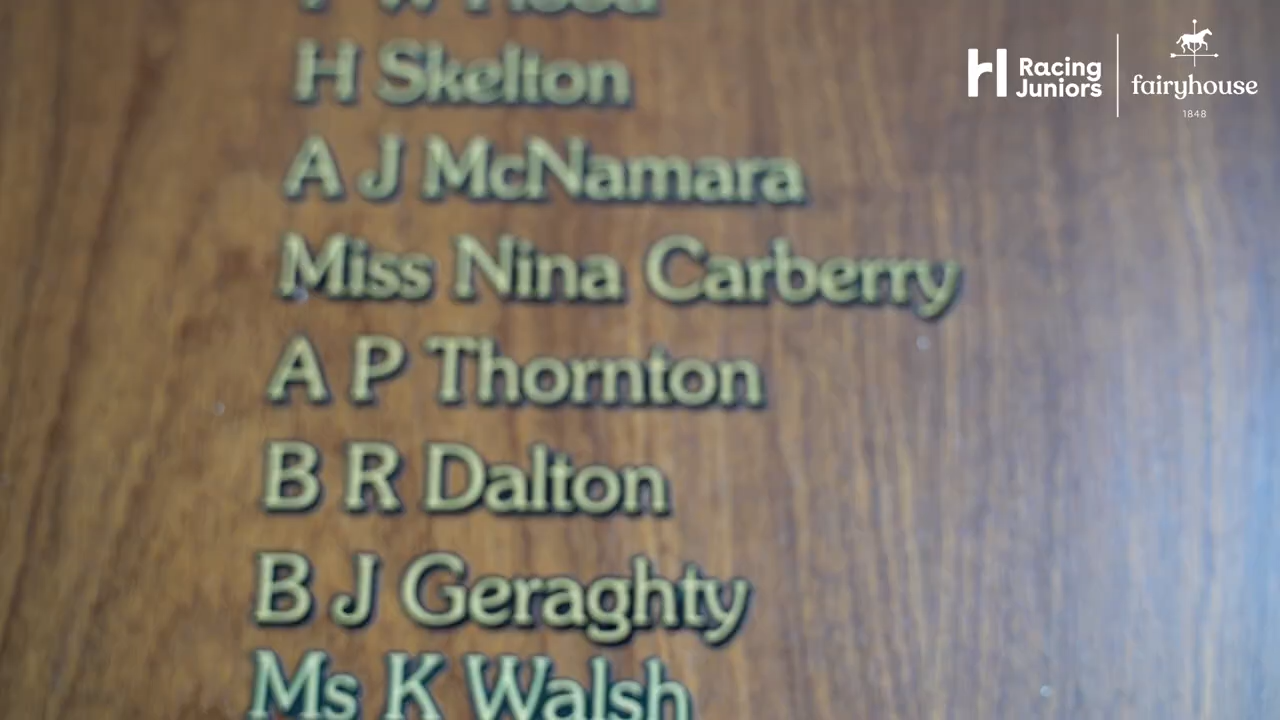 H Skelton
A J McNamara
Miss Nina Carberry
A P Thornton
B R Dalton
B J Geraghty
Ms K Walsh
Racing
Juniors
fairyhouse
1848